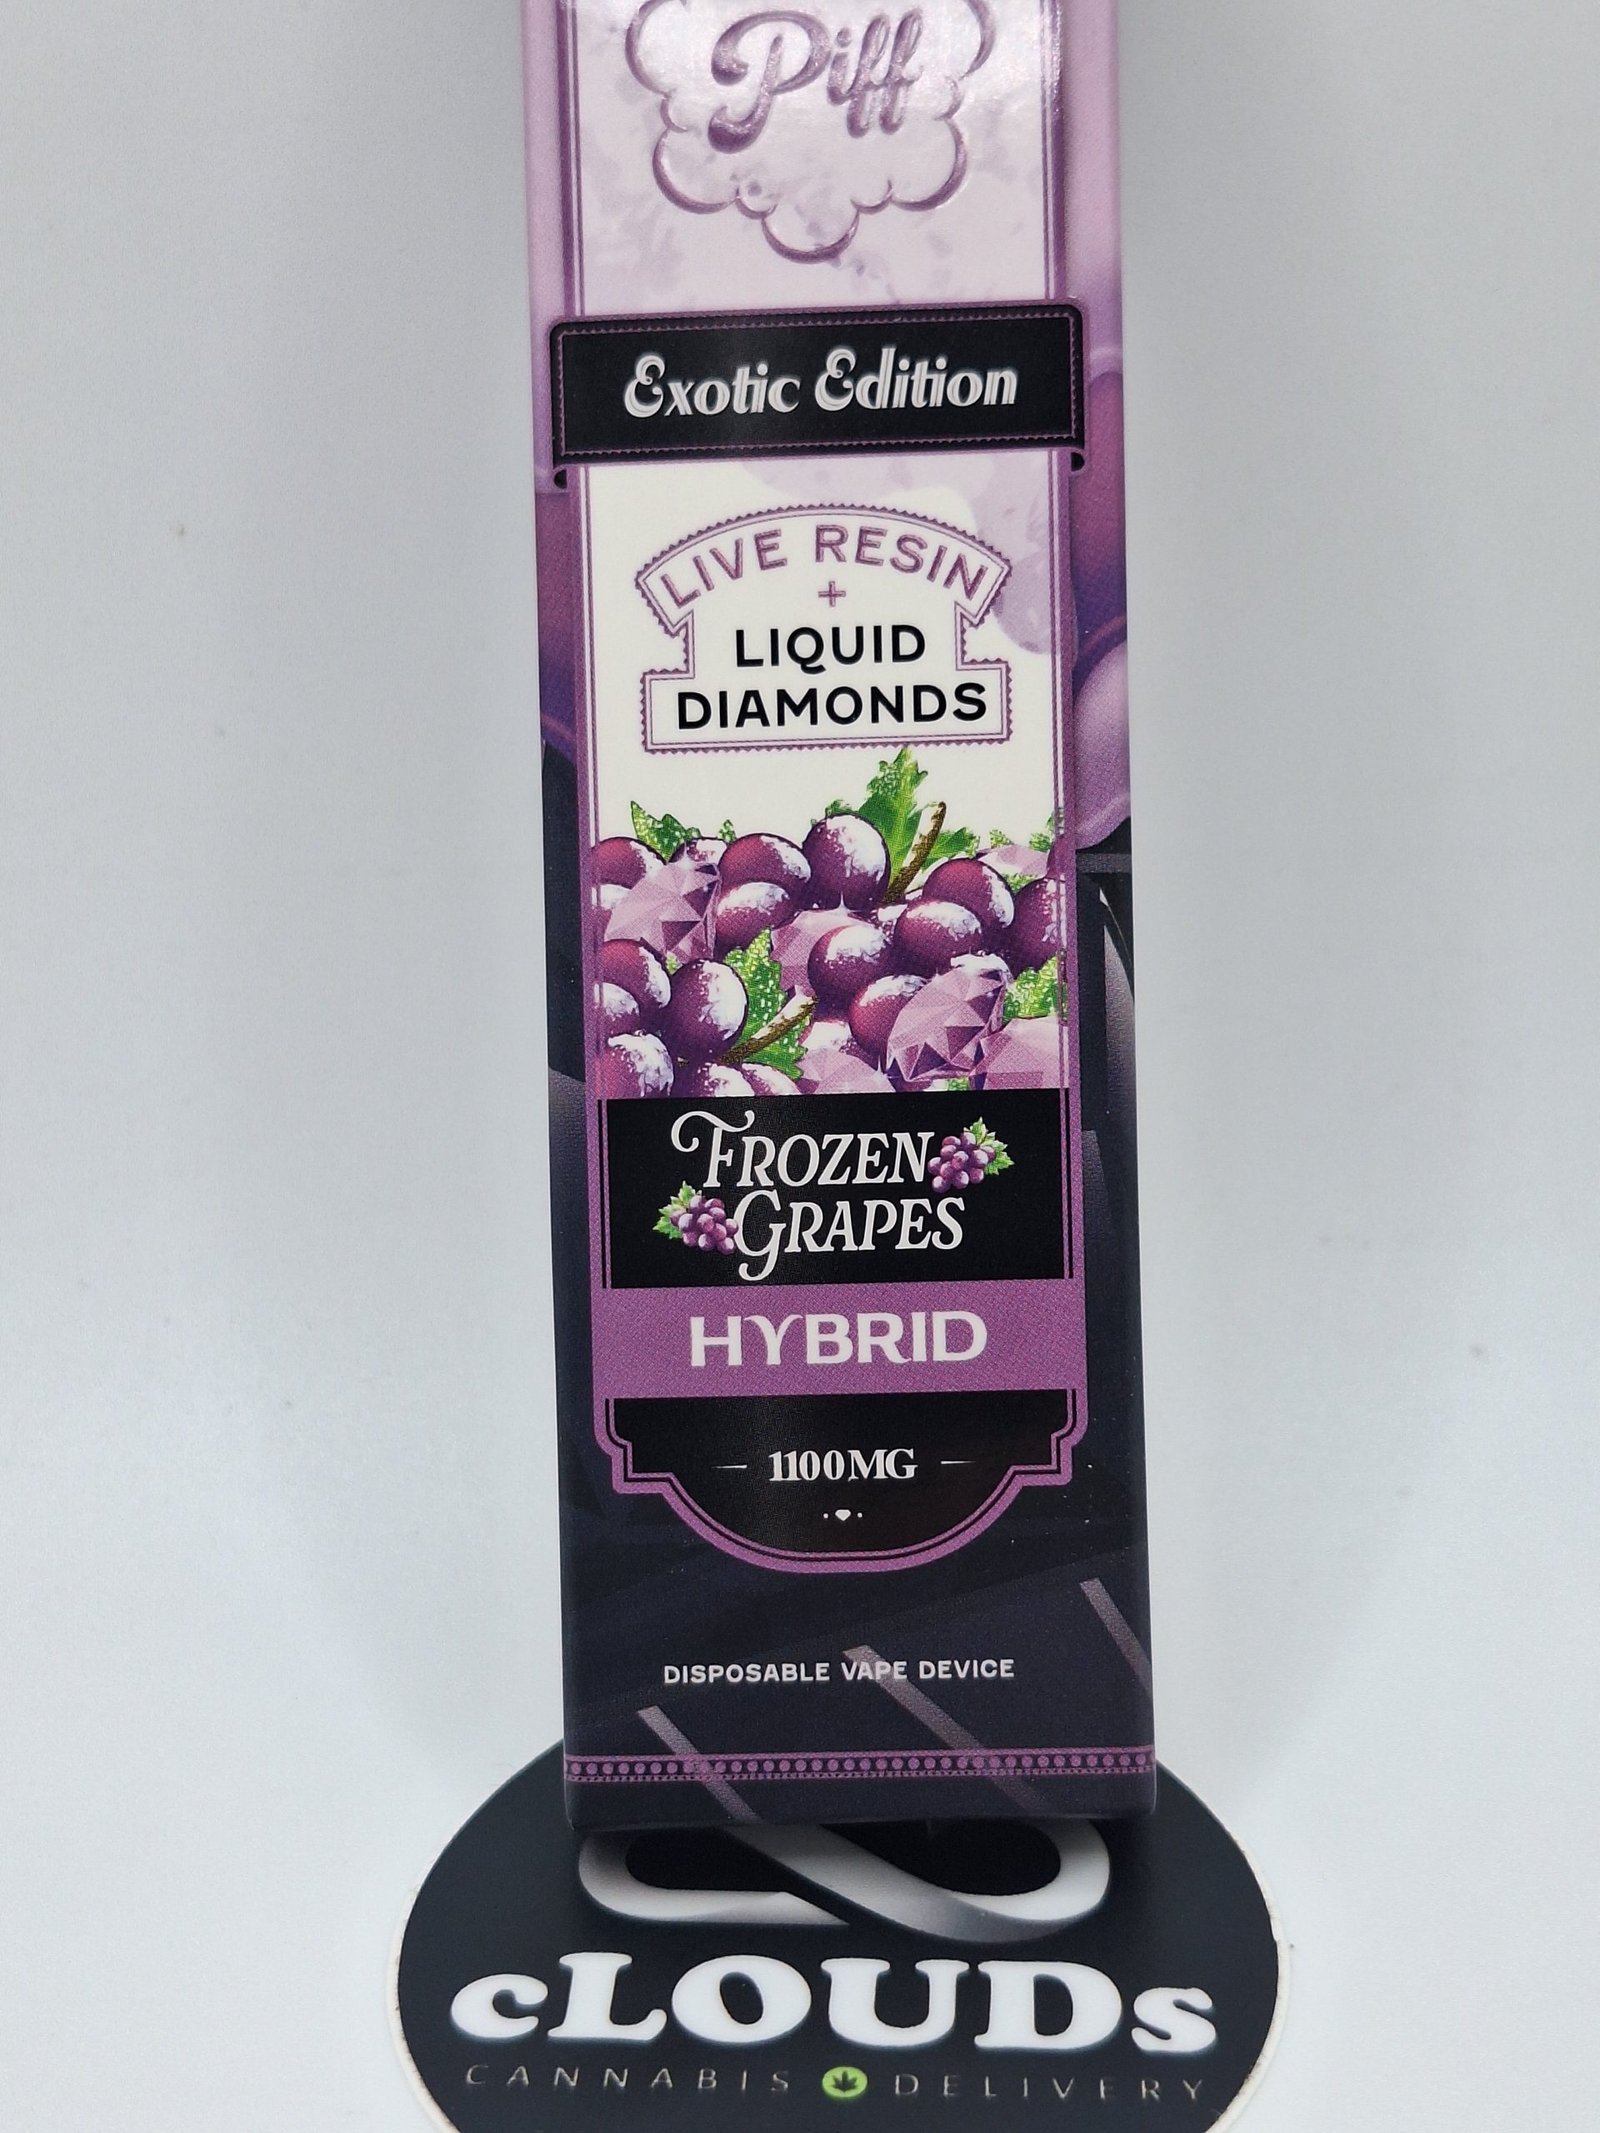 Piff
Exotic Edition
LIVE RESIN
+
LIQUID
DIAMONDS
FROZEN
GRAPES
HYBRID
1100MG
DISPOSABLE VAPE DEVICE
cLOUDs
CANNABIS DELIVERY